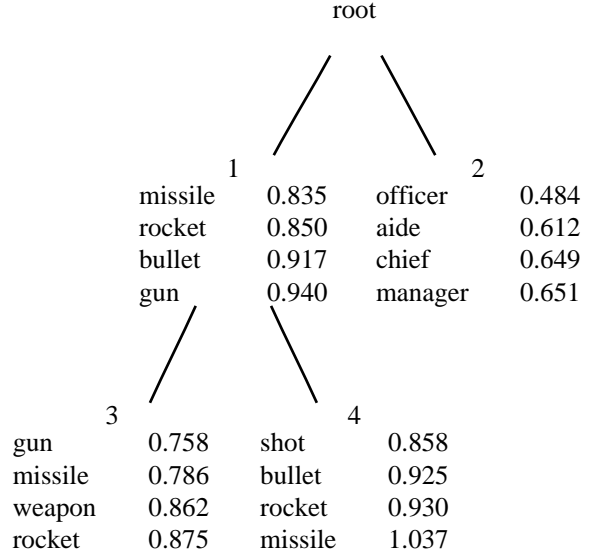 root
1 2
missile 0.835 officer 0.484
rocket 0.850 aide 0.612
bullet 0.917 chief 0.649
gun 0.940 manager 0.651
3 4
gun 0.758 shot 0.858
missile 0.786 bullet 0.925
weapon 0.862 rocket 0.930
rocket 0.875 missile 1.037